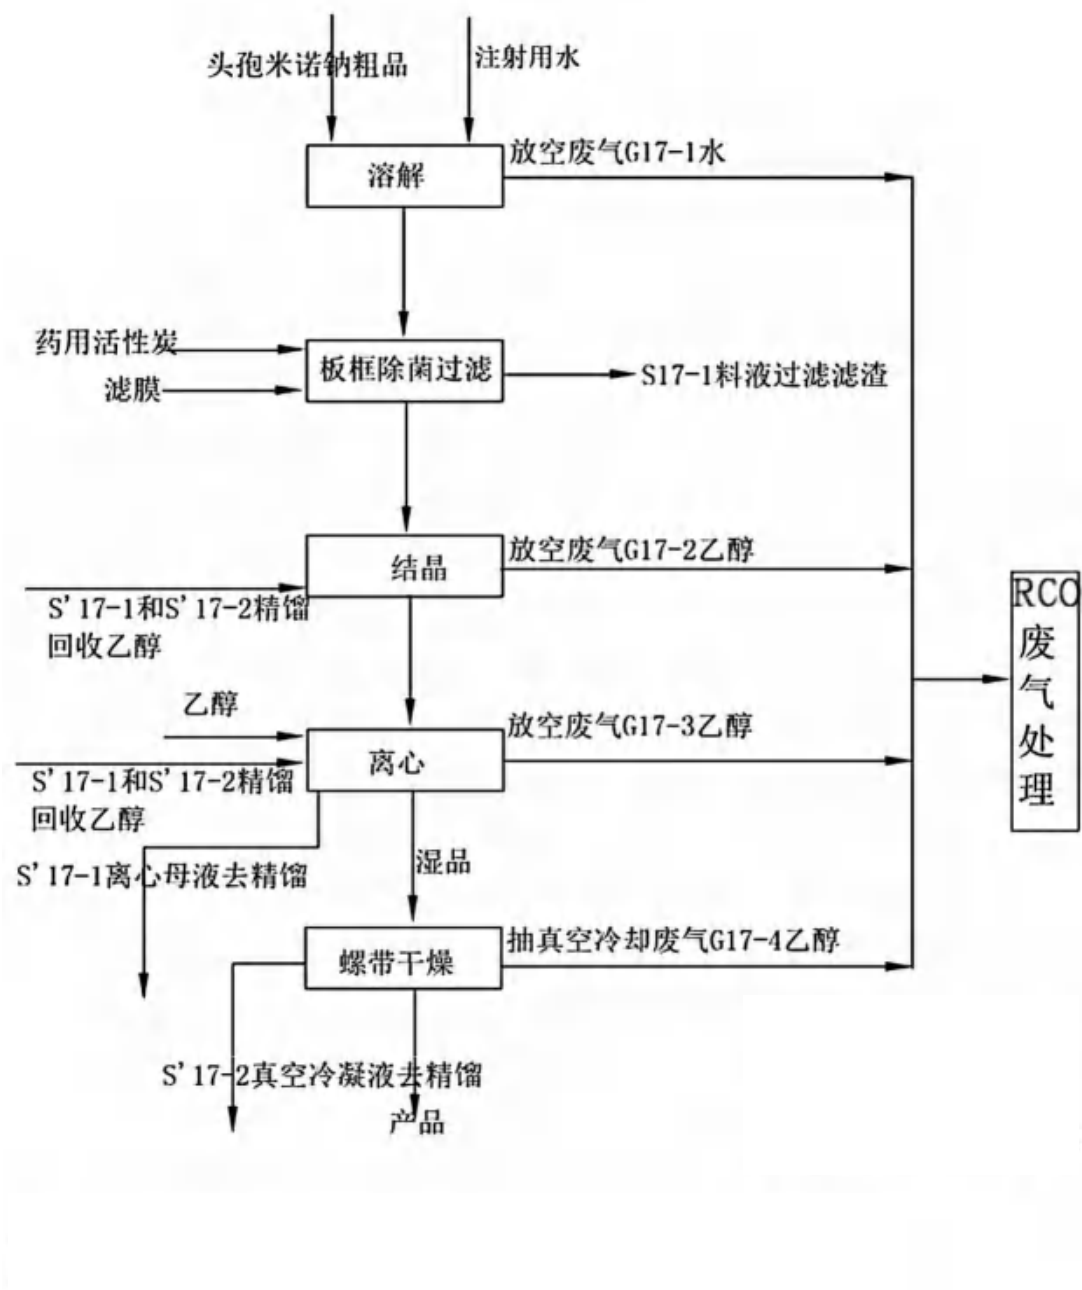 头孢米诺钠粗品
注射用水
溶解
放空废气G17-1水
药用活性炭
滤膜
板框除菌过滤
S17-1料液过滤滤渣
结晶
放空废气G17-2乙醇
S'17-1和S'17-2精馏
回收乙醇
RCO
废
气
处
理
乙醇
离心
放空废气G17-3乙醇
S'17-1和S'17-2精馏
回收乙醇
S'17-1离心母液去精馏
湿品
螺带干燥
抽真空冷却废气G17-4乙醇
S'17-2真空冷凝液去精馏
产品